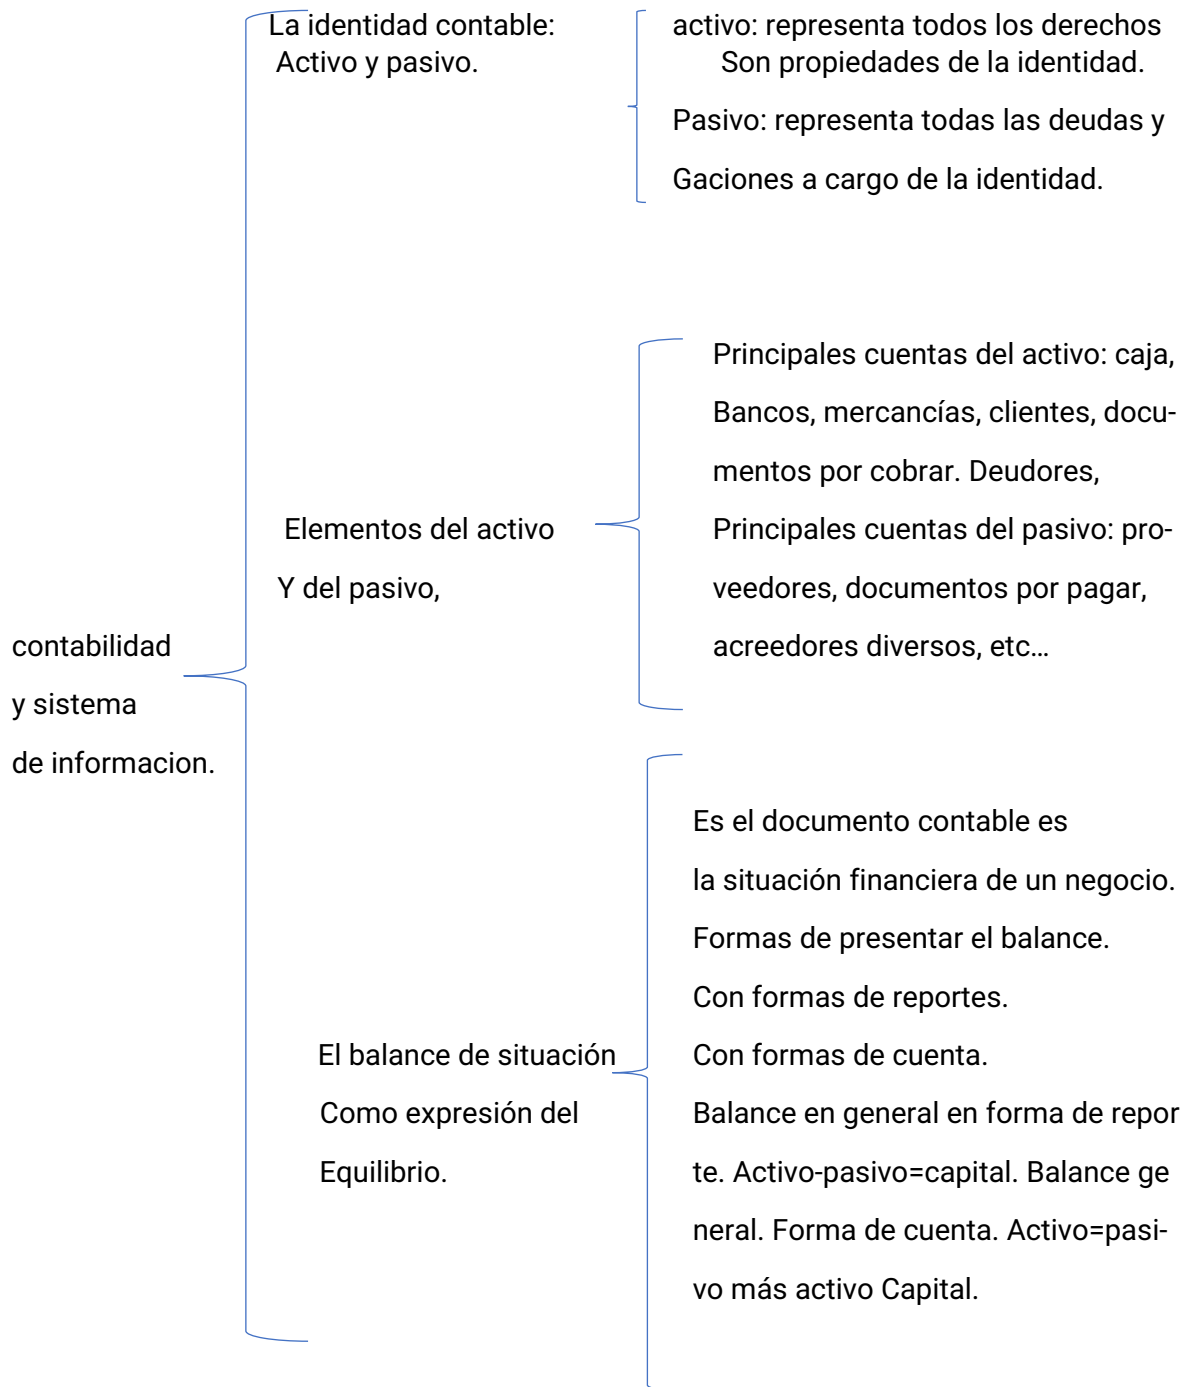 contabilidad
y sistema
de informacion.
La identidad contable:
Activo y pasivo.
activo: representa todos los derechos
Son propiedades de la identidad.
Pasivo: representa todas las deudas y
Gaciones a cargo de la identidad.
Elementos del activo
Y del pasivo,
Principales cuentas del activo: caja,
Bancos, mercancías, clientes, docu-
mentos por cobrar. Deudores,
Principales cuentas del pasivo: pro-
veedores, documentos por pagar,
acreedores diversos, etc...
El balance de situación
Como expresión del
Equilibrio.
Es el documento contable es
la situación financiera de un negocio.
Formas de presentar el balance.
Con formas de reportes.
Con formas de cuenta.
Balance en general en forma de repor
te. Activo-pasivo=capital. Balance ge
neral. Forma de cuenta. Activo=pasi-
vo más activo Capital.